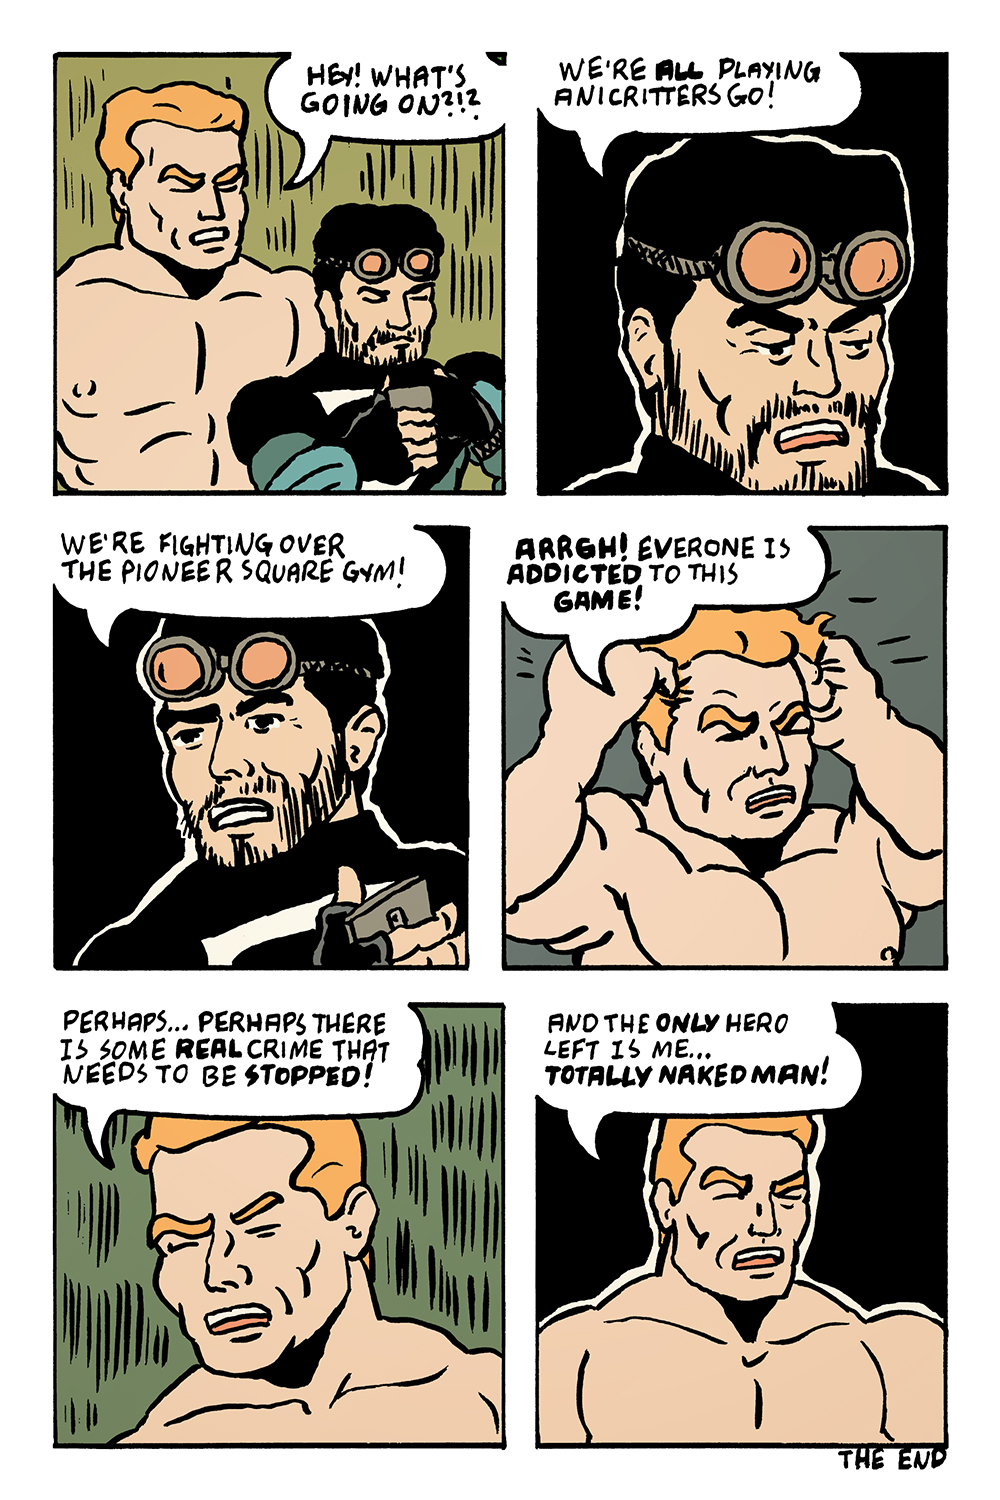 HEY! WHAT'S
GOING ON?!?
WE'RE ALL PLAYING
ANICRITTERS GO!
WE'RE FIGHTING OVER
THE PIONEER SQUARE GYM!
ARRGH! EVERONE IS
ADDICTED TO THIS
GAME!
PERHAPS... PERHAPS THERE
IS SOME REAL CRIME THAT
NEEDS TO BE STOPPED!
AND THE ONLY HERO
LEFT IS ME...
TOTALLY NAKED MAN!
THE END